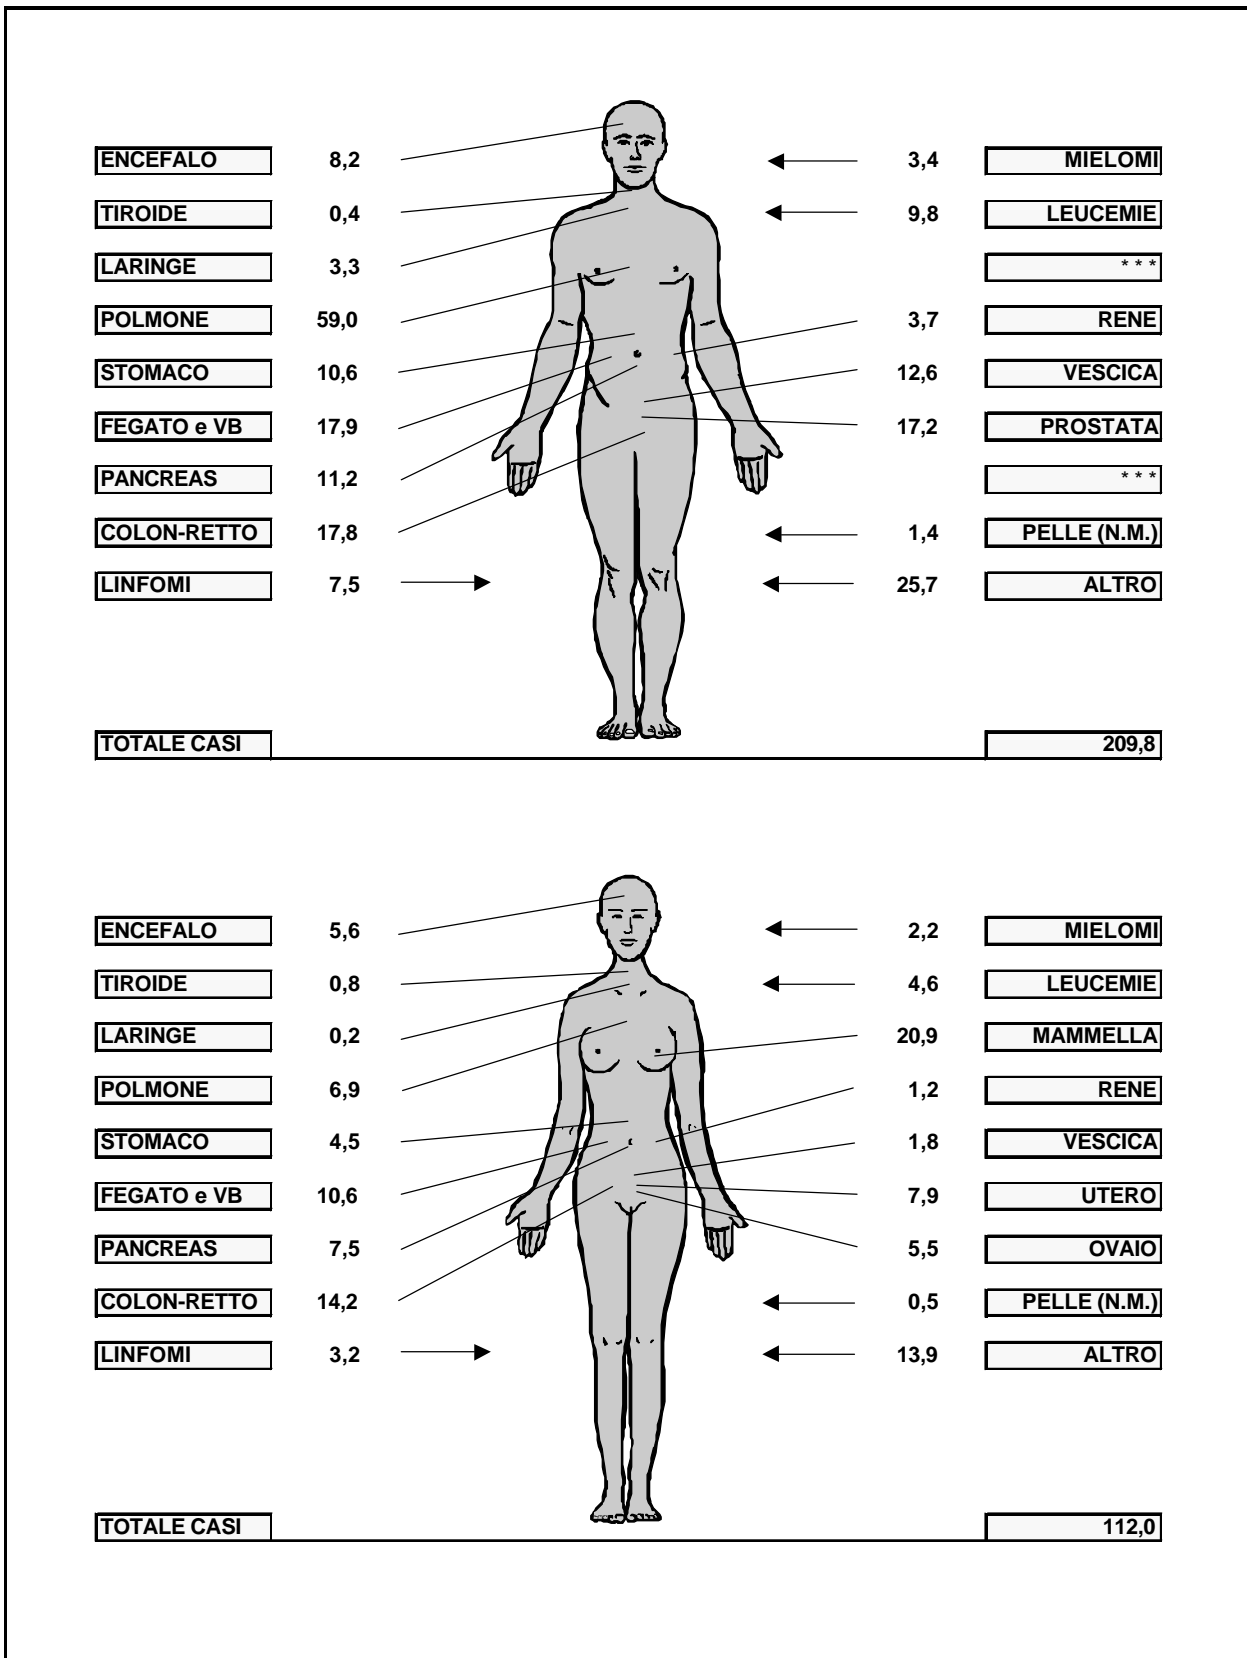 ENCEFALO 8,2 3,4 MIELOMI
TIROIDE 0,4 9,8 LEUCEMIE
LARINGE 3,3 * * *
POLMONE 59,0 3,7 RENE
STOMACO 10,6 12,6 VESCICA
FEGATO e VB 17,9 17,2 PROSTATA
PANCREAS 11,2 * * *
COLON-RETTO 17,8 1,4 PELLE (N.M.)
LINFOMI 7,5 25,7 ALTRO
TOTALE CASI 209,8
ENCEFALO 5,6 2,2 MIELOMI
TIROIDE 0,8 4,6 LEUCEMIE
LARINGE 0,2 20,9 MAMMELLA
POLMONE 6,9 1,2 RENE
STOMACO 4,5 1,8 VESCICA
FEGATO e VB 10,6 7,9 UTERO
PANCREAS 7,5 5,5 OVAIO
COLON-RETTO 14,2 0,5 PELLE (N.M.)
LINFOMI 3,2 13,9 ALTRO
TOTALE CASI 112,0